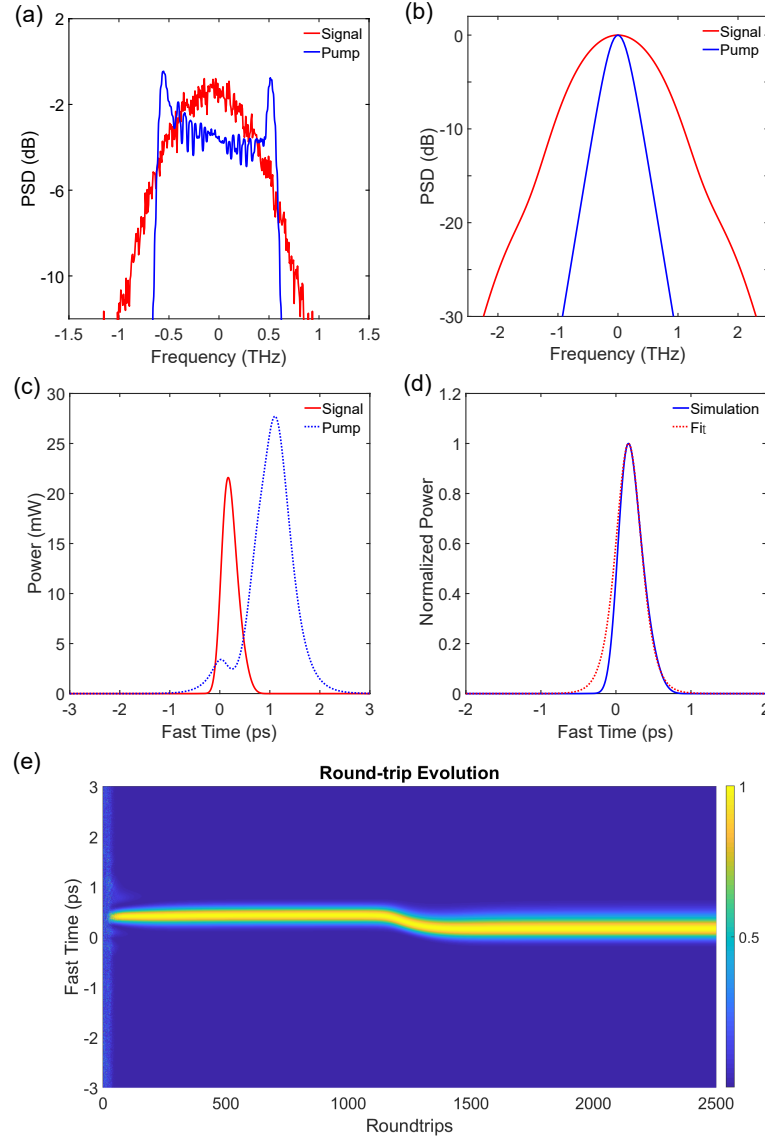 (a)
2
-2
-6
-10
PSD (dB)
Signal
Pump
-1.5 -1 -0.5 0 0.5 1 1.5
Frequency (THz)
(b)
0
-10
-20
-30
PSD (dB)
Signal
Pump
-2 -1 0 1 2
Frequency (THz)
(c)
30
25
20
15
10
5
0
Power (mW)
Signal
Pump
-3 -2 -1 0 1 2 3
Fast Time (ps)
(d)
1.2
1
0.8
0.6
0.4
0.2
0
Normalized Power
Simulation
Fit
-2 -1 0 1 2
Fast Time (ps)
(e)
Round-trip Evolution
3
2
1
0
-1
-2
-3
Fast Time (ps)
1
0.5
0 500 1000 1500 2000 2500
Roundtrips